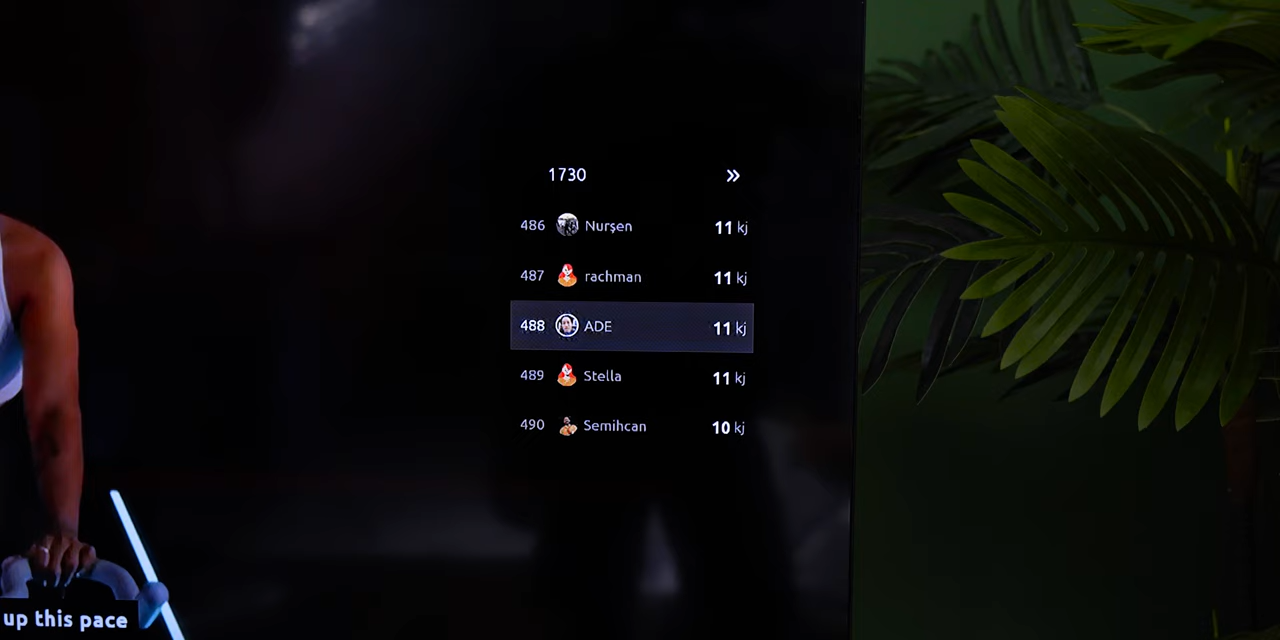 1730 »
486 Nurşen 11 kj
487 rachman 11 kj
488 ADE 11 kj
489 Stella 11 kj
490 Semihcan 10 kj
up this pace